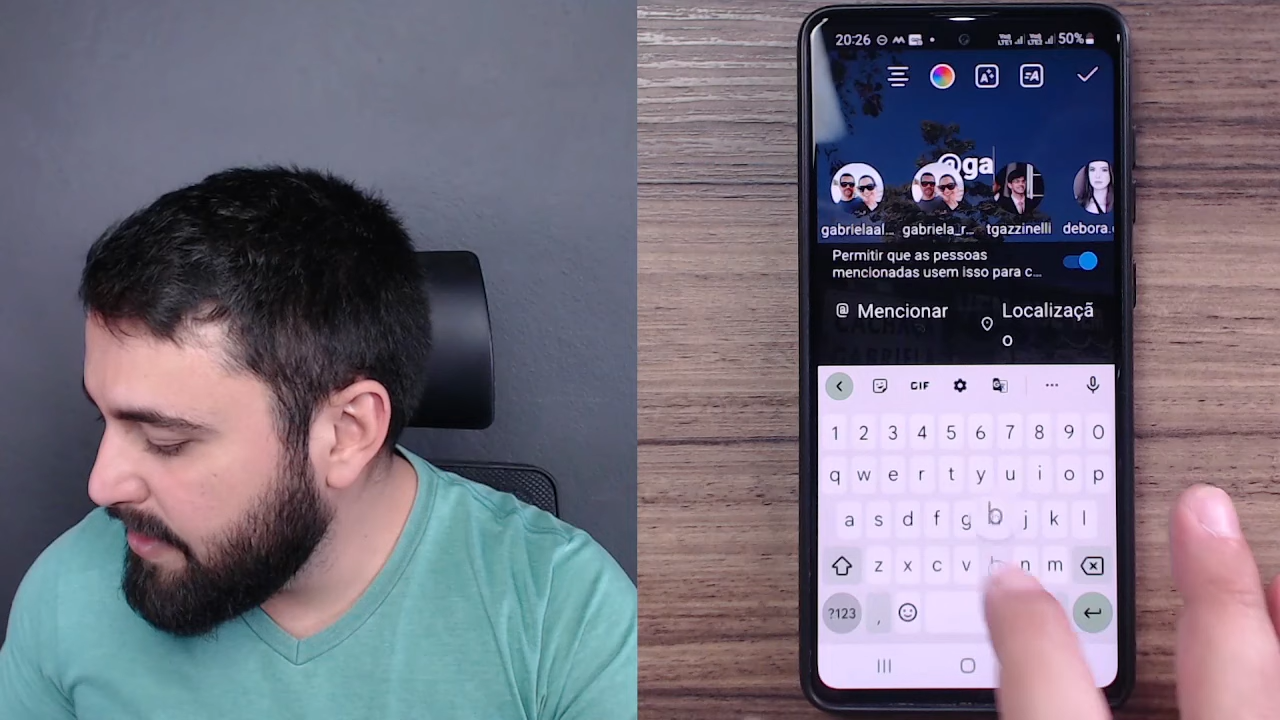 20:26 50%
@ga
gabrielaal... gabriela_r... tgazzinelli debora.
Permitir que as pessoas
mencionadas usem isso para c...
@ Mencionar Localizaçã
o
GABRIELA
GIF
1 2 3 4 5 6 7 8 9 0
q w e r t y u i o p
a s d f g b j k l
z x c v b n m
?123 ,